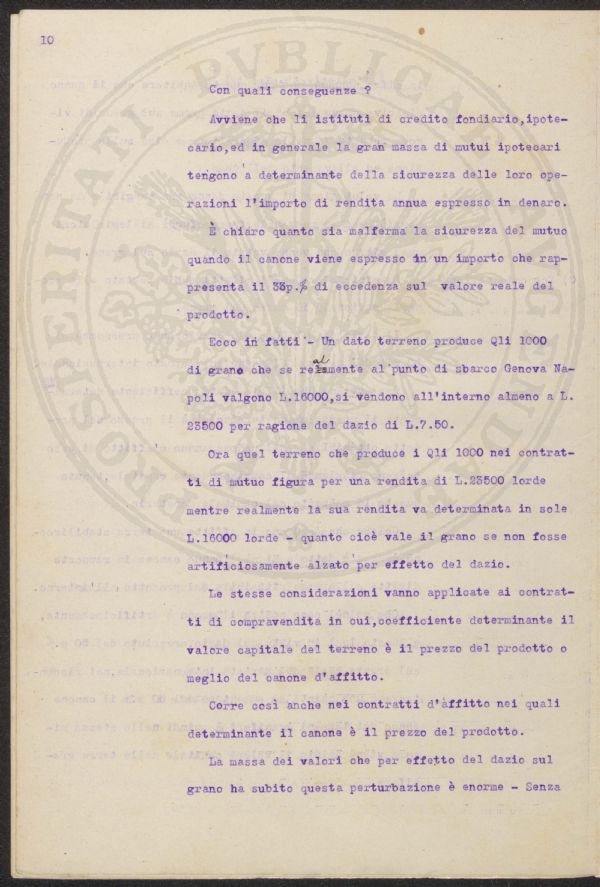 10
Con quali conseguenze ?
Avviene che li istituti di credito fondiario,ipote-
cario,ed in generale la gran massa di mutui ipotecari
tengono a determinante della sicurezza delle loro ope-
razioni l'importo di rendita annua espresso in denaro.
È chiaro quanto sia malferma la sicurezza del mutuo
quando il canone viene espresso in un importo che rap-
presenta il 33p.% di eccedenza sul valore reale del
prodotto.
Ecco in fatti - Un dato terreno produce Qli 1000
di grano che se realmente al punto di sbarco Genova Na-
poli valgono L.16000,si vendono all'interno almeno a L.
23500 per ragione del dazio di L.7.50.
Ora quel terreno che produce i Qli 1000 nei contrat-
ti di mutuo figura per una rendita di L.23500 lorde
mentre realmente la sua rendita va determinata in sole
L.16000 lorde - quanto cioè vale il grano se non fosse
artificiosamente alzato per effetto del dazio.
Le stesse considerazioni vanno applicate ai contrat-
ti di compravendita in cui,coefficiente determinante il
valore capitale del terreno è il prezzo del prodotto o
meglio del canone d'affitto.
Corre così anche nei contratti d'affitto nei quali
determinante il canone è il prezzo del prodotto.
La massa dei valori che per effetto del dazio sul
grano ha subito questa perturbazione è enorme - Senza
PROSPERITATI PVBLICAE AVGENDAE